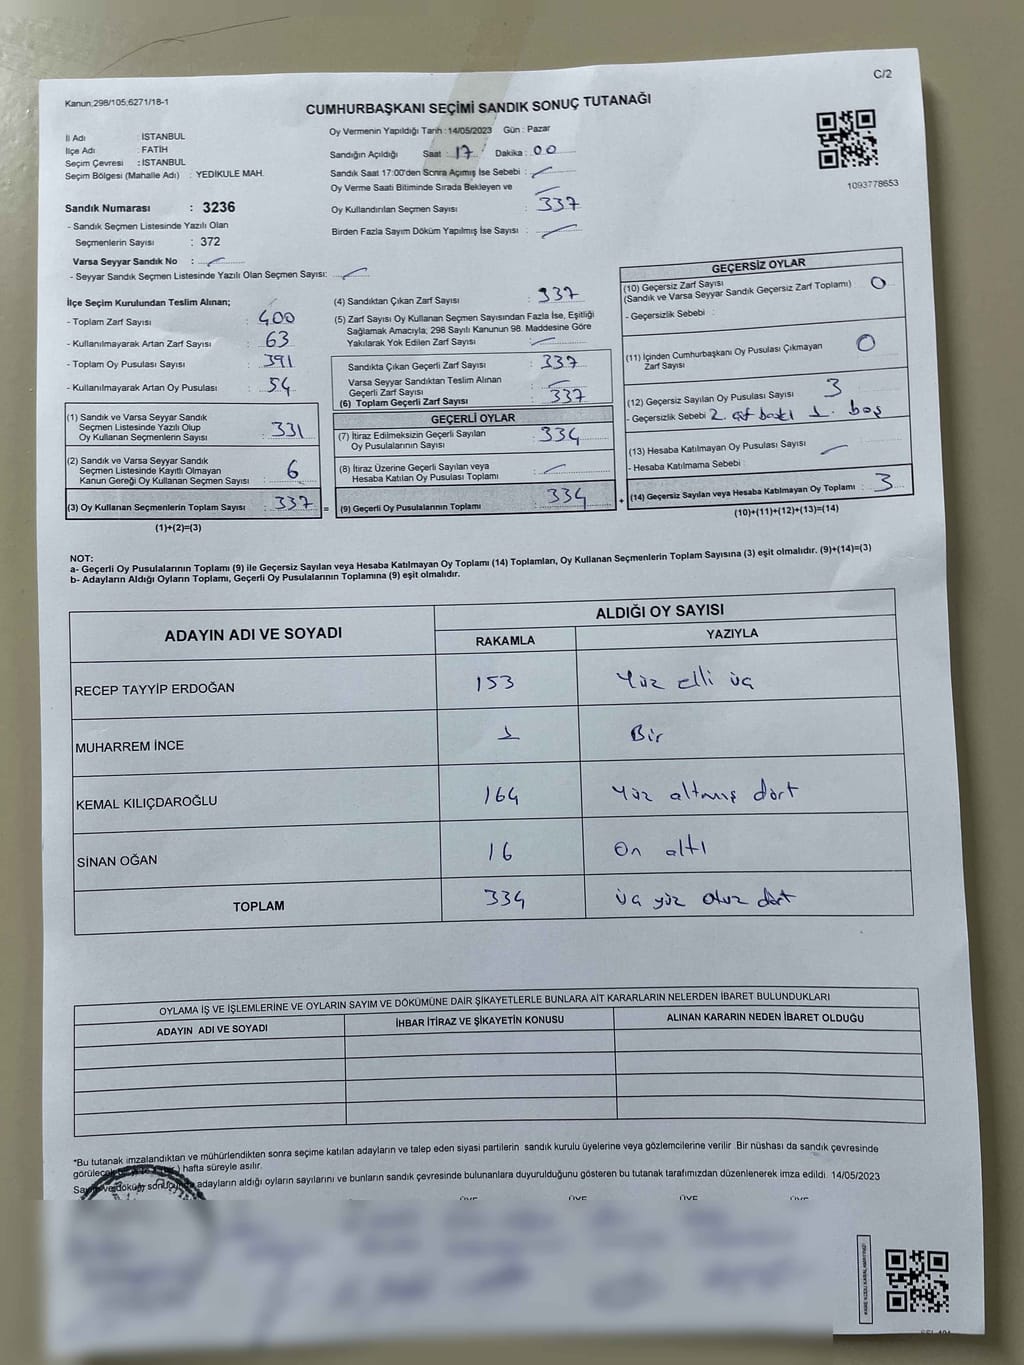 C/2
Kanun;298/105;6271/18-1
CUMHURBAŞKANI SEÇİMİ SANDIK SONUÇ TUTANAĞI
İl Adı : İSTANBUL
İlçe Adı : FATİH
Seçim Çevresi : İSTANBUL
Seçim Bölgesi (Mahalle Adı) : YEDİKULE MAH.
Oy Vermenin Yapıldığı Tarih : 14/05/2023 Gün : Pazar
Sandığın Açıldığı Saat : 17 Dakika : 00
Sandık Saat 17:00'den Sonra Açımış İse Sebebi :
Oy Verme Saati Bitiminde Sırada Bekleyen ve
Oy Kullandırılan Seçmen Sayısı : 337
Birden Fazla Sayım Döküm Yapılmış İse Sayısı :
1093778653
Sandık Numarası : 3236
- Sandık Seçmen Listesinde Yazılı Olan
Seçmenlerin Sayısı : 372
Varsa Seyyar Sandık No :
- Seyyar Sandık Seçmen Listesinde Yazılı Olan Seçmen Sayısı:
İlçe Seçim Kurulundan Teslim Alınan;
- Toplam Zarf Sayısı : 400
- Kullanılmayarak Artan Zarf Sayısı : 63
- Toplam Oy Pusulası Sayısı : 391
- Kullanılmayarak Artan Oy Pusulası : 54
(1) Sandık ve Varsa Seyyar Sandık
Seçmen Listesinde Yazılı Olup
Oy Kullanan Seçmenlerin Sayısı : 331
(2) Sandık ve Varsa Seyyar Sandık
Seçmen Listesinde Kayıtlı Olmayan
Kanun Gereği Oy Kullanan Seçmen Sayısı : 6
(3) Oy Kullanan Seçmenlerin Toplam Sayısı : 337
(1)+(2)=(3)
(4) Sandıktan Çıkan Zarf Sayısı : 337
(5) Zarf Sayısı Oy Kullanan Seçmen Sayısından Fazla İse, Eşitliği
Sağlamak Amacıyla; 298 Sayılı Kanunun 98. Maddesine Göre
Yakılarak Yok Edilen Zarf Sayısı :
Sandıkta Çıkan Geçerli Zarf Sayısı : 337
Varsa Seyyar Sandıktan Teslim Alınan
Geçerli Zarf Sayısı :
(6) Toplam Geçerli Zarf Sayısı : 337
GEÇERLİ OYLAR
(7) İtiraz Edilmeksizin Geçerli Sayılan
Oy Pusulalarının Sayısı : 334
(8) İtiraz Üzerine Geçerli Sayılan veya
Hesaba Katılan Oy Pusulası Toplamı :
= (9) Geçerli Oy Pusulalarının Toplamı : 334
GEÇERSİZ OYLAR
(10) Geçersiz Zarf Sayısı
(Sandık ve Varsa Seyyar Sandık Geçersiz Zarf Toplamı) : 0
- Geçersizlik Sebebi :
(11) İçinden Cumhurbaşkanı Oy Pusulası Çıkmayan
Zarf Sayısı : 0
(12) Geçersiz Sayılan Oy Pusulası Sayısı : 3
- Geçersizlik Sebebi : 2. çift baskı 1. boş
(13) Hesaba Katılmayan Oy Pusulası Sayısı :
- Hesaba Katılmama Sebebi :
+ (14) Geçersiz Sayılan veya Hesaba Katılmayan Oy Toplamı : 3
(10)+(11)+(12)+(13)=(14)
NOT:
a- Geçerli Oy Pusulalarının Toplamı (9) ile Geçersiz Sayılan veya Hesaba Katılmayan Oy Toplamı (14) Toplamları, Oy Kullanan Seçmenlerin Toplam Sayısına (3) eşit olmalıdır. (9)+(14)=(3)
b- Adayların Aldığı Oyların Toplamı, Geçerli Oy Pusulalarının Toplamına (9) eşit olmalıdır.
ADAYIN ADI VE SOYADI
ALDIĞI OY SAYISI
RAKAMLA YAZIYLA
RECEP TAYYİP ERDOĞAN 153 Yüz elli üç
MUHARREM İNCE 1 Bir
KEMAL KILIÇDAROĞLU 164 Yüz altmış dört
SİNAN OĞAN 16 On altı
TOPLAM 334 üç yüz otuz dört
OYLAMA İŞ VE İŞLEMLERİNE VE OYLARIN SAYIM VE DÖKÜMÜNE DAİR ŞİKAYETLERLE BUNLARA AİT KARARLARIN NELERDEN İBARET BULUNDUKLARI
ADAYIN ADI VE SOYADI İHBAR İTİRAZ VE ŞİKAYETİN KONUSU ALINAN KARARIN NEDEN İBARET OLDUĞU
*Bu tutanak imzalandıktan ve mühürlendikten sonra seçime katılan adayların ve talep eden siyasi partilerin sandık kurulu üyelerine veya gözlemcilerine verilir Bir nüshası da sandık çevresinde
hafta süreyle asılır.
adayların aldığı oyların sayılarını ve bunların sandık çevresinde bulunanlara duyurulduğunu gösteren bu tutanak tarafımızdan düzenlenerek imza edildi. 14/05/2023
ÜYE ÜYE ÜYE ÜYE